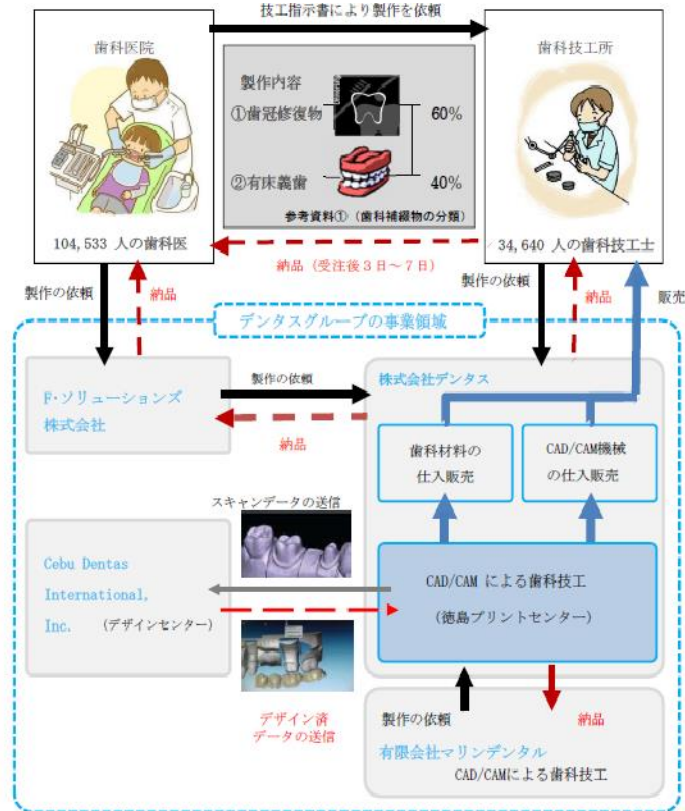 技工指示書により製作を依頼
歯科医院
歯科技工所
製作内容
①歯冠修復物
60%
②有床義歯
40%
参考資料① (歯科補綴物の分類)
104,533 人の歯科医
34,640 人の歯科技工士
納品 (受注後3日~7日)
製作の依頼
納品
製作の依頼
納品
販売
デンタスグループの事業領域
F・ソリューションズ
株式会社
製作の依頼
納品
株式会社デンタス
歯科材料の
仕入販売
CAD/CAM機械
の仕入販売
スキャンデータの送信
Cebu Dentas
International,
Inc. (デザインセンター)
CAD/CAM による歯科技工
(徳島プリントセンター)
デザイン済
データの送信
製作の依頼
納品
有限会社マリンデンタル
CAD/CAMによる歯科技工